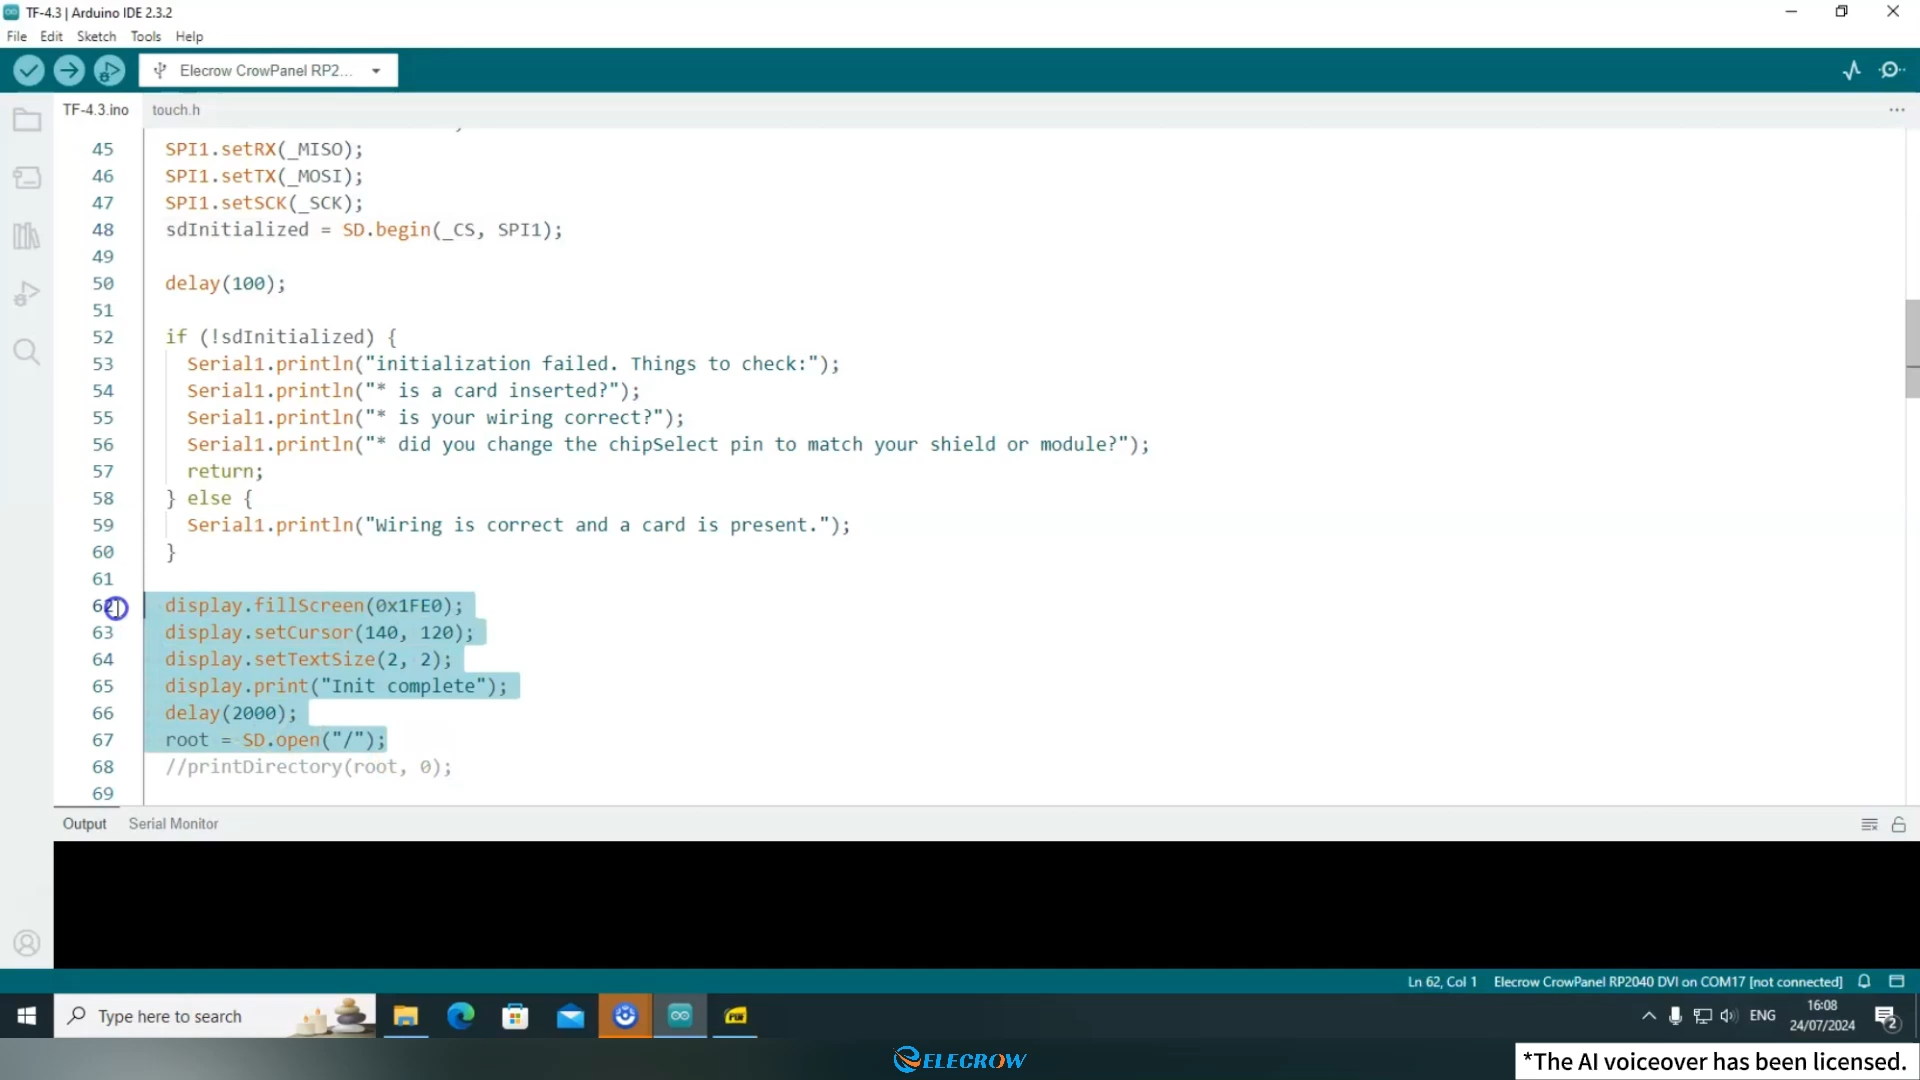 TF-4.3 | Arduino IDE 2.3.2
File Edit Sketch Tools Help
Elecrow CrowPanel RP2...
TF-4.3.ino touch.h
45 SPI1.setRX(_MISO);
46 SPI1.setTX(_MOSI);
47 SPI1.setSCK(_SCK);
48 sdInitialized = SD.begin(_CS, SPI1);
49
50 delay(100);
51
52 if (!sdInitialized) {
53 Serial1.println("initialization failed. Things to check:");
54 Serial1.println("* is a card inserted?");
55 Serial1.println("* is your wiring correct?");
56 Serial1.println("* did you change the chipSelect pin to match your shield or module?");
57 return;
58 } else {
59 Serial1.println("Wiring is correct and a card is present.");
60 }
61
62 display.fillScreen(0x1FE0);
63 display.setCursor(140, 120);
64 display.setTextSize(2, 2);
65 display.print("Init complete");
66 delay(2000);
67 root = SD.open("/");
68 //printDirectory(root, 0);
69
Output Serial Monitor
Ln 62, Col 1 Elecrow CrowPanel RP2040 DVI on COM17 [not connected]
Type here to search
ENG
16:08
24/07/2024
2
ELECROW
*The AI voiceover has been licensed.